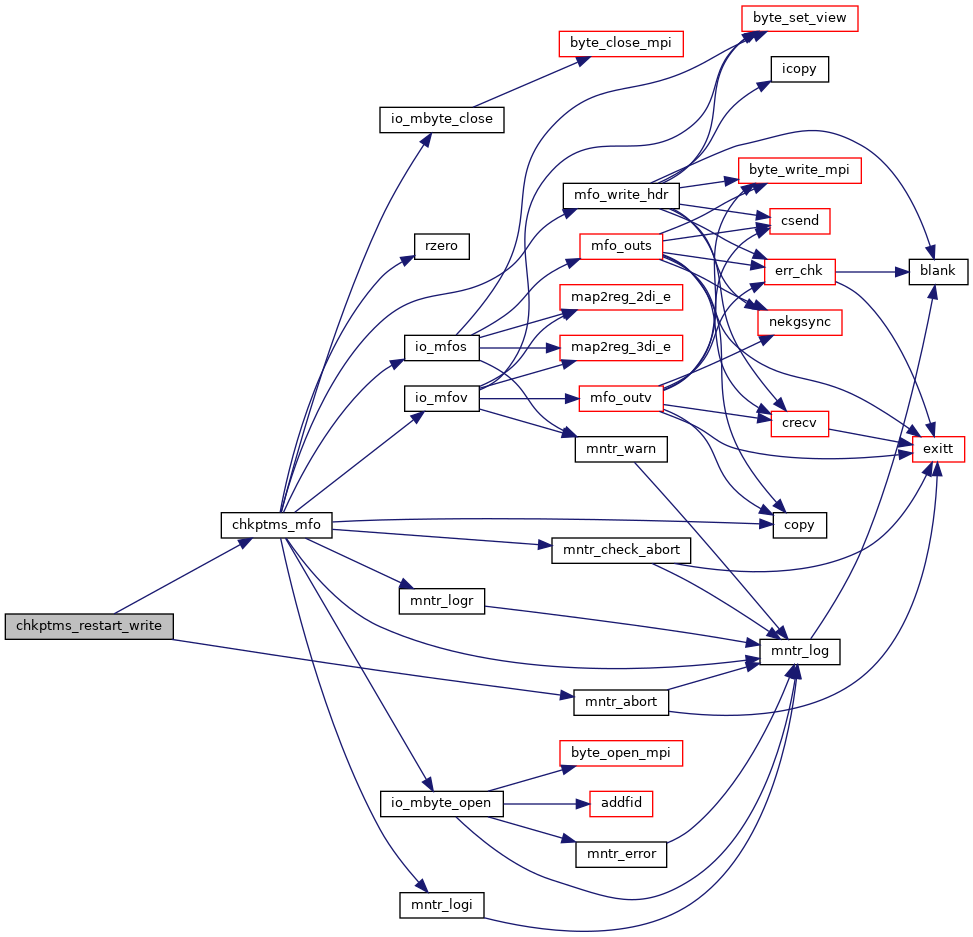 byte_set_view
byte_close_mpi
icopy
io_mbyte_close
byte_write_mpi
mfo_write_hdr
csend
rzero
mfo_outs
err_chk
blank
map2reg_2di_e
nekgsync
io_mfos
map2reg_3di_e
io_mfov
mfo_outv
crecv
mntr_warn
exitt
chkptms_mfo
copy
mntr_check_abort
mntr_logr
chkptms_restart_write
mntr_log
mntr_abort
byte_open_mpi
io_mbyte_open
addfid
mntr_error
mntr_logi